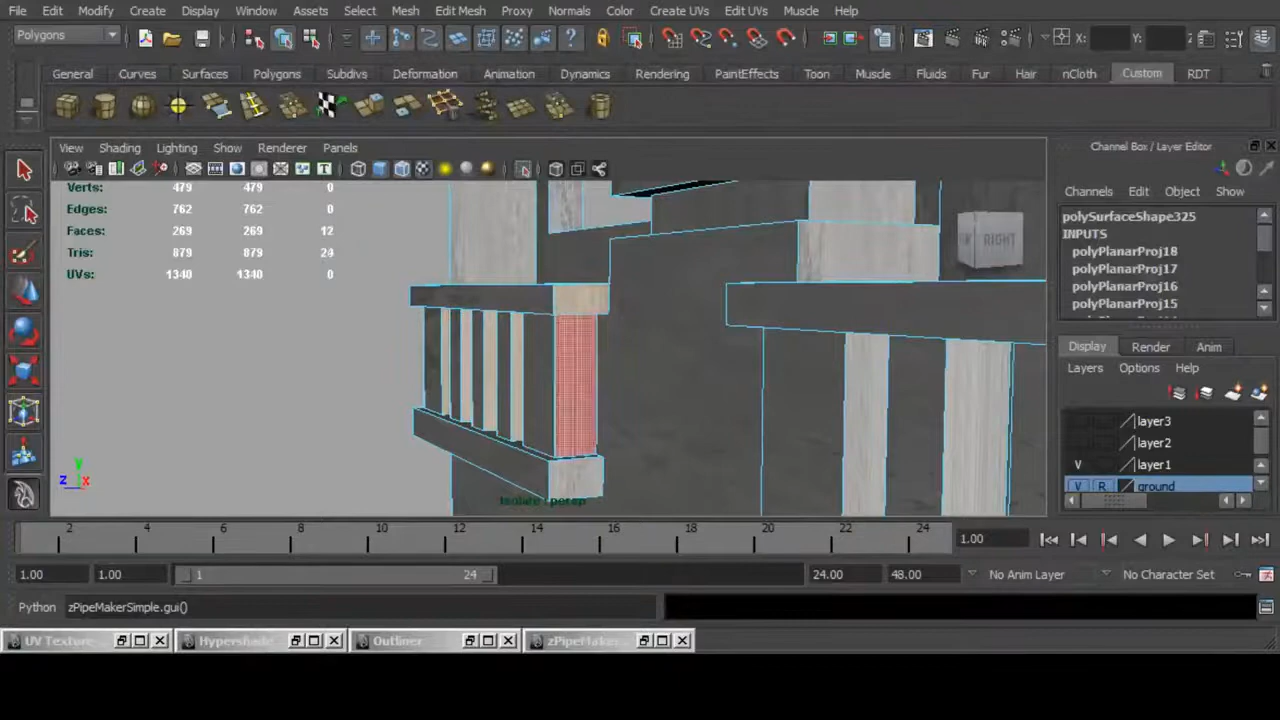 File Edit Modify Create Display Window Assets Select Mesh Edit Mesh Proxy Normals Color Create UVs Edit UVs Muscle Help
Polygons X: Y: Z
General Curves Surfaces Polygons Subdivs Deformation Animation Dynamics Rendering PaintEffects Toon Muscle Fluids Fur Hair nCloth Custom RDT
View Shading Lighting Show Renderer Panels
Channel Box / Layer Editor
Channels Edit Object Show
Verts: 479 479 0
Edges: 762 762 0
Faces: 269 269 12
Tris: 879 879 24
UVs: 1340 1340 0
RIGHT
polySurfaceShape325
INPUTS
polyPlanarProj18
polyPlanarProj17
polyPlanarProj16
polyPlanarProj15
Display Render Anim
Layers Options Help
layer3
layer2
V layer1
V R ground
y
z x
Isolate : persp
2 4 6 8 10 12 14 16 18 20 22 24
1.00
1.00 1.00 1 24 24.00 48.00 No Anim Layer No Character Set
Python zPipeMakerSimple.gui()
UV Texture Hypershade Outliner zPipeMaker